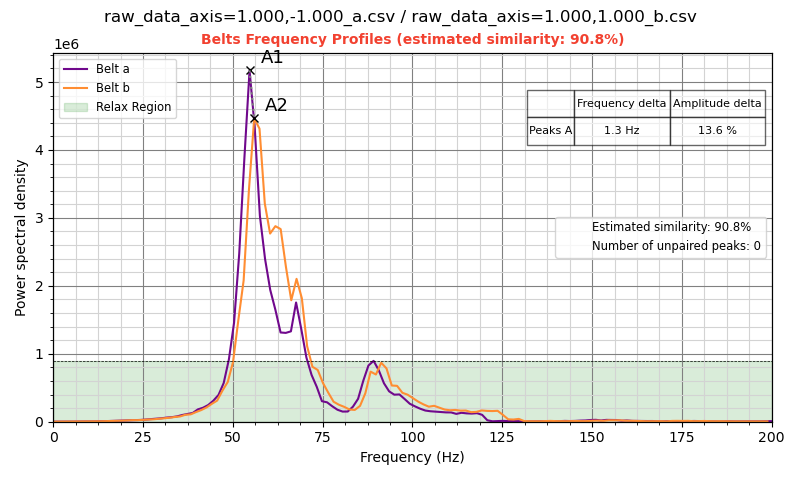 raw_data_axis=1.000,-1.000_a.csv / raw_data_axis=1.000,1.000_b.csv
Belts Frequency Profiles (estimated similarity: 90.8%)
1e6
A1
A2
Belt a
Belt b
Relax Region
Frequency delta Amplitude delta
Peaks A 1.3 Hz 13.6 %
Estimated similarity: 90.8%
Number of unpaired peaks: 0
Power spectral density
5
4
3
2
1
0
0 25 50 75 100 125 150 175 200
Frequency (Hz)